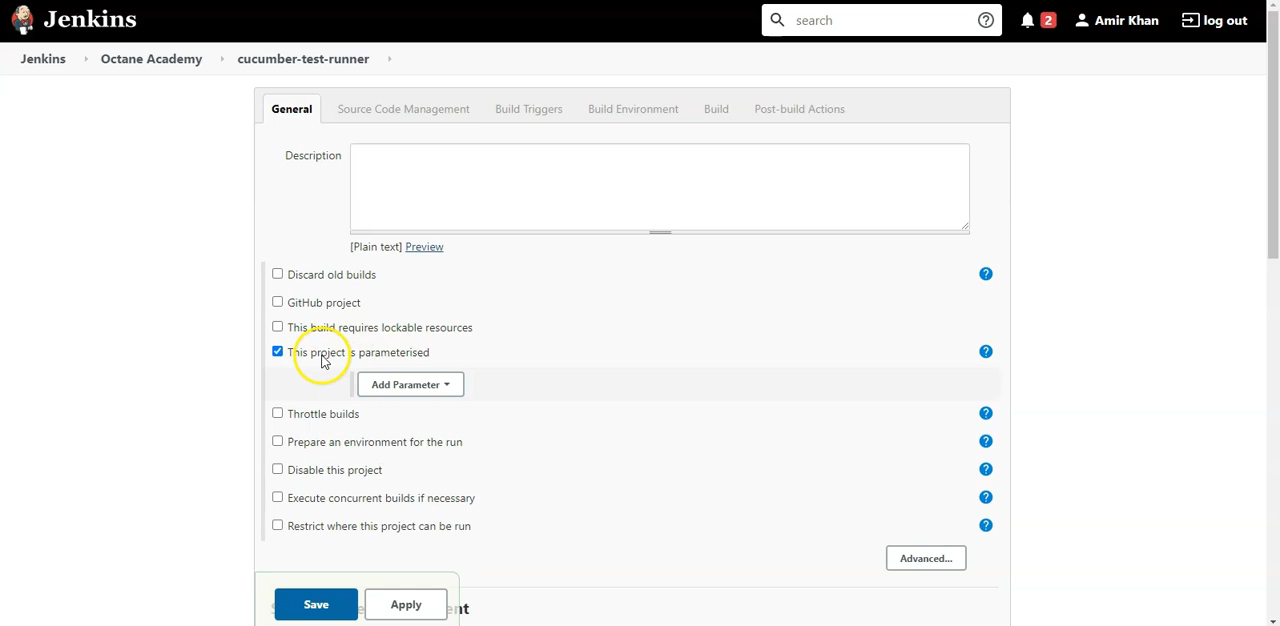 Jenkins
search
2
Amir Khan
log out
Jenkins
Octane Academy
cucumber-test-runner
General
Source Code Management
Build Triggers
Build Environment
Build
Post-build Actions
Description
[Plain text] Preview
Discard old builds
?
GitHub project
This build requires lockable resources
This project is parameterised
?
Add Parameter
Throttle builds
?
Prepare an environment for the run
?
Disable this project
?
Execute concurrent builds if necessary
?
Restrict where this project can be run
?
Advanced...
Save
Apply
nt